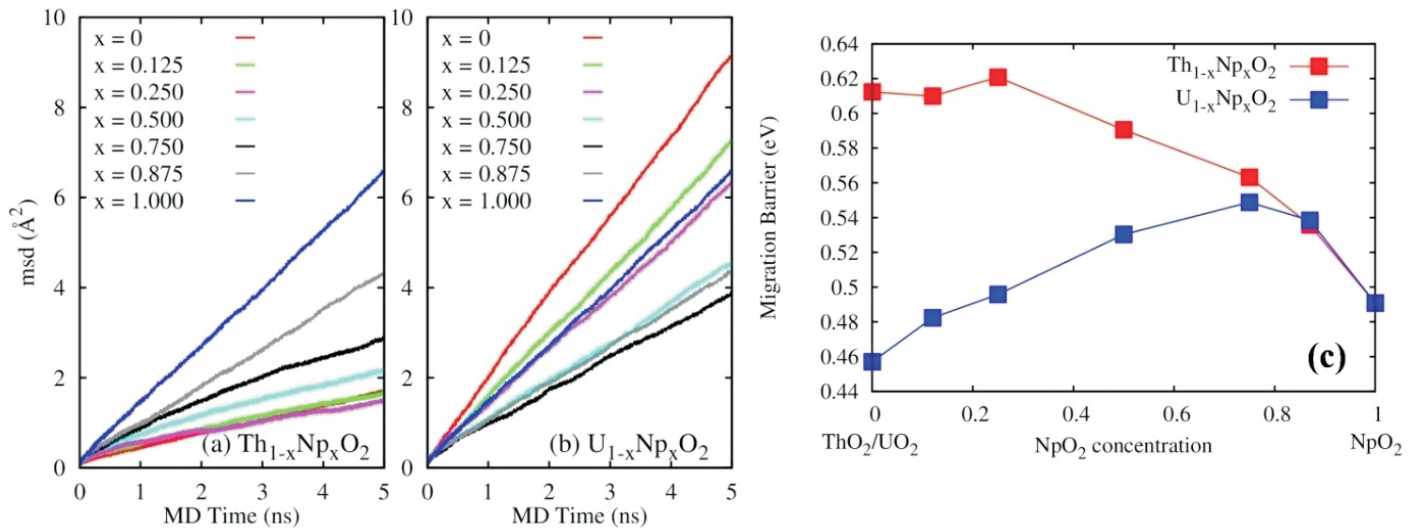 10
8
6
4
2
0
msd (Å²)
x = 0
x = 0.125
x = 0.250
x = 0.500
x = 0.750
x = 0.875
x = 1.000
(a) Th₁₋ₓNpₓO₂
0 1 2 3 4 5
MD Time (ns)
10
8
6
4
2
0
x = 0
x = 0.125
x = 0.250
x = 0.500
x = 0.750
x = 0.875
x = 1.000
(b) U₁₋ₓNpₓO₂
0 1 2 3 4 5
MD Time (ns)
Migration Barrier (eV)
0.64
0.62
0.6
0.58
0.56
0.54
0.52
0.5
0.48
0.46
0.44
Th₁₋ₓNpₓO₂
U₁₋ₓNpₓO₂
(c)
0 0.2 0.4 0.6 0.8 1
ThO₂/UO₂ NpO₂ concentration NpO₂